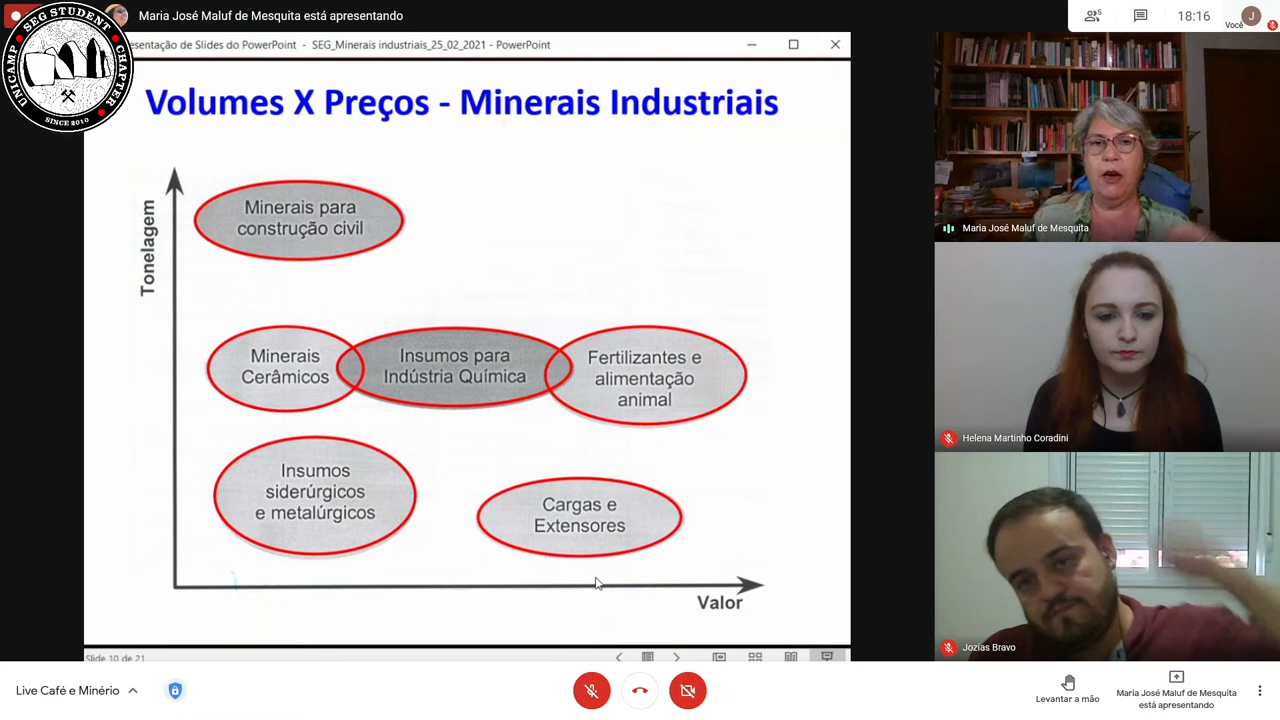 Maria José Maluf de Mesquita está apresentando
5
18:16
J
Você
SEG STUDENT
UNICAMP
CHAPTER
SINCE 2010
esentação de Slides do PowerPoint - SEG_Minerais industriais_25_02_2021 - PowerPoint
Volumes X Preços - Minerais Industriais
Tonelagem
Minerais para
construção civil
Minerais
Cerâmicos
Insumos para
Indústria Química
Fertilizantes e
alimentação
animal
Insumos
siderúrgicos
e metalúrgicos
Cargas e
Extensores
Valor
Slide 10 de 21
Maria José Maluf de Mesquita
Helena Martinho Coradini
Jozias Bravo
Live Café e Minério
Levantar a mão
Maria José Maluf de Mesquita
está apresentando